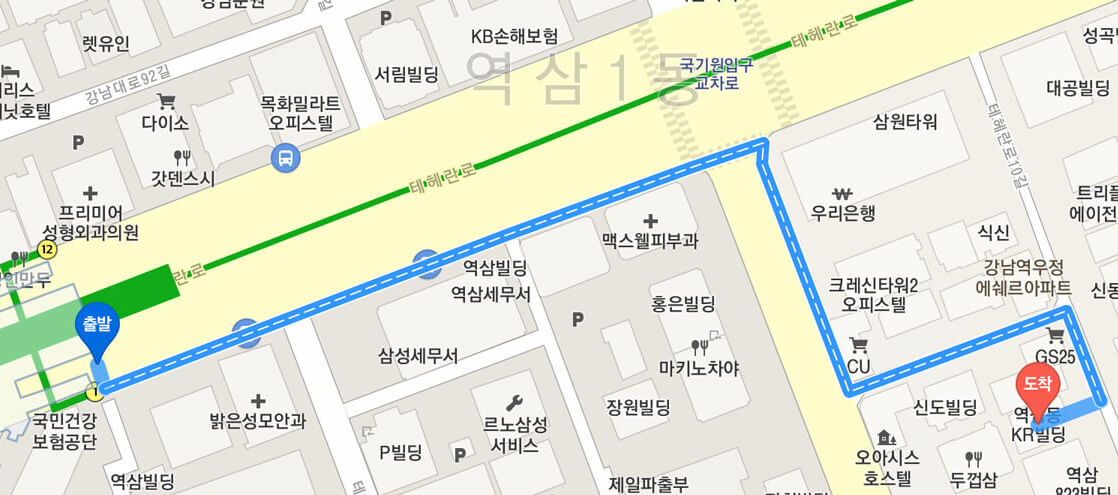 렛유인
KB손해보험
서림빌딩
역삼1동
국기원입구
교차로
테헤란로
대공빌딩
강남대로92길
다이소
목화밀라트
오피스텔
P
P
삼원타워
테헤란로10길
갓덴스시
테헤란로
우리은행
프리미어
성형외과의원
12
맥스웰피부과
식신
역삼빌딩
역삼세무서
란로
크레신타워2
오피스텔
강남역우정
에쉐르아파트
홍은빌딩
출발
P
삼성세무서
마키노차야
CU
GS25
도착
1
국민건강
보험공단
밝은성모안과
르노삼성
서비스
장원빌딩
신도빌딩
KR빌딩
P빌딩
P
오아시스
호스텔
두껍삼
역삼
역삼빌딩
제일파출부